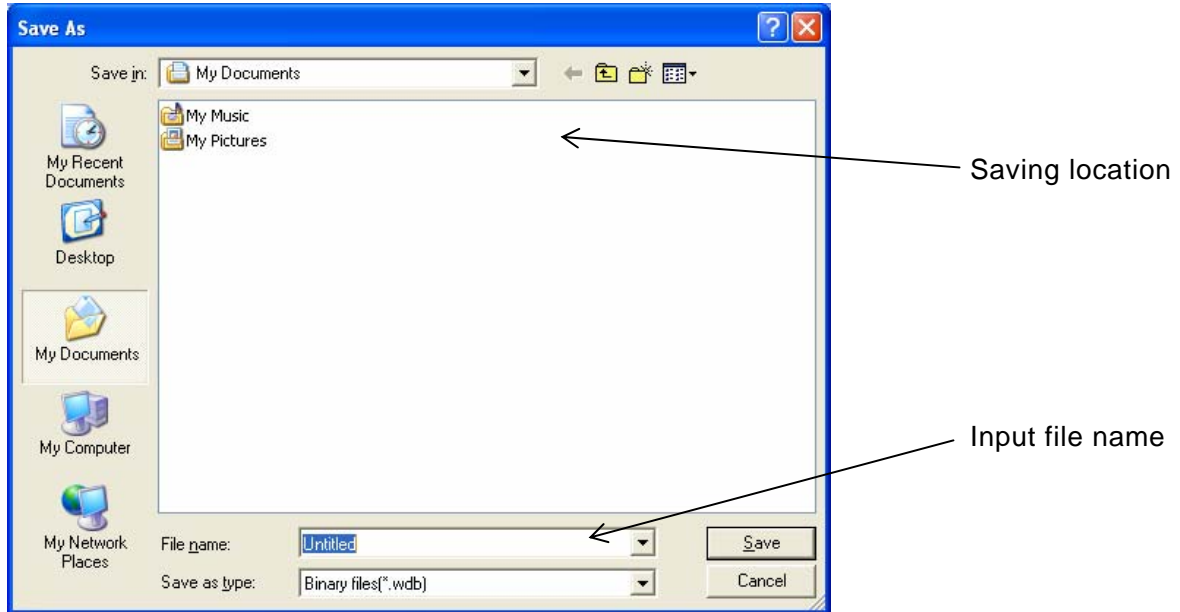 Save As
Save in:
My Documents
My Music
My Pictures
My Recent
Documents
Desktop
My Documents
My Computer
My Network
Places
File name:
Untitled
Save
Save as type:
Binary files(*.wdb)
Cancel
Saving location
Input file name